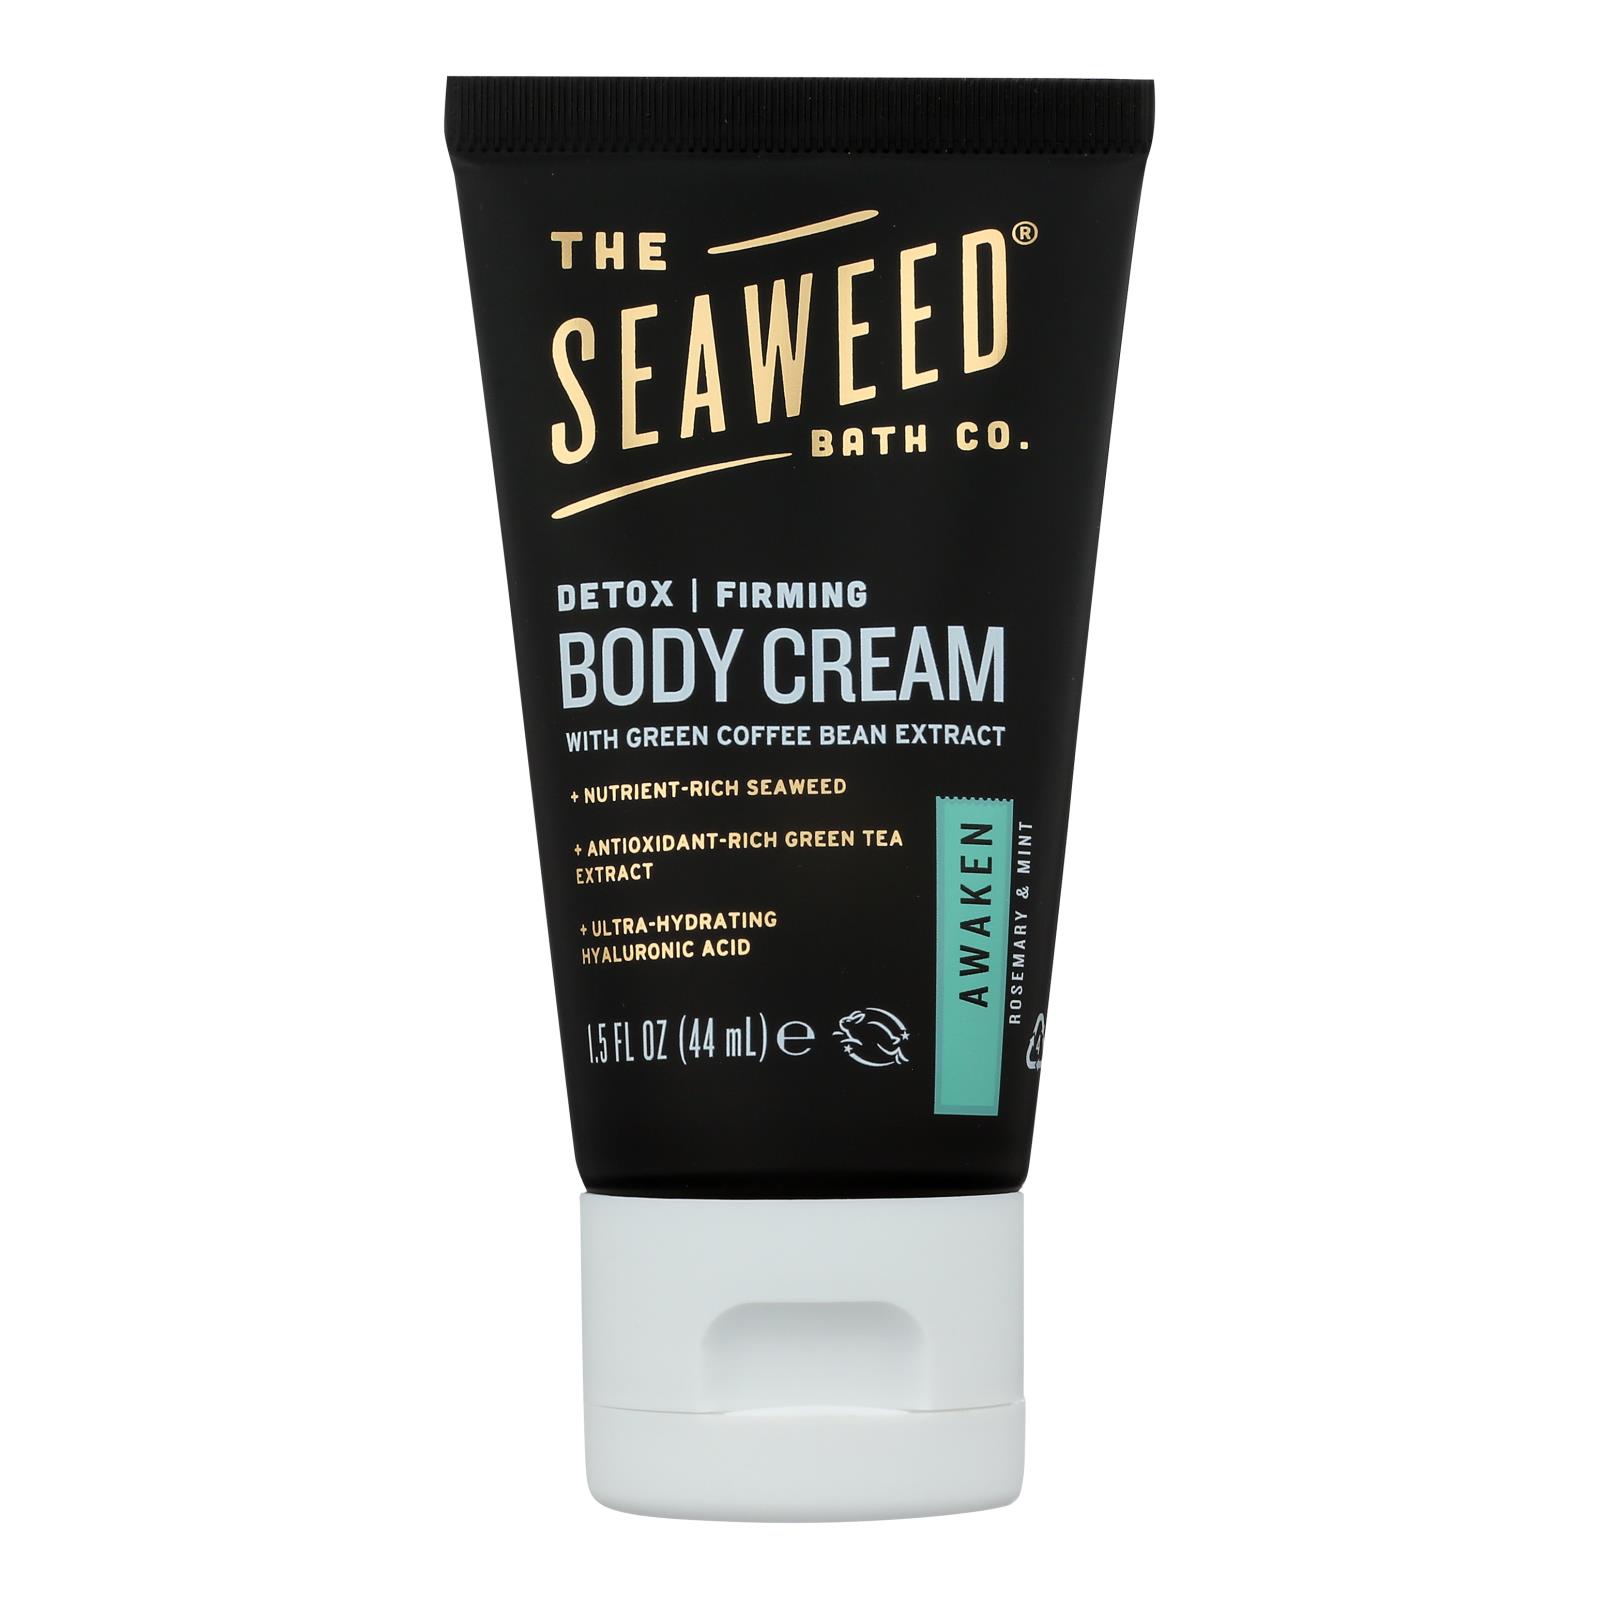 THE
SEAWEED®
BATH CO.
DETOX | FIRMING
BODY CREAM
WITH GREEN COFFEE BEAN EXTRACT
+ NUTRIENT-RICH SEAWEED
+ ANTIOXIDANT-RICH GREEN TEA
EXTRACT
+ ULTRA-HYDRATING
HYALURONIC ACID
1.5 FL OZ (44 mL) ℮
AWAKEN
ROSEMARY & MINT
4